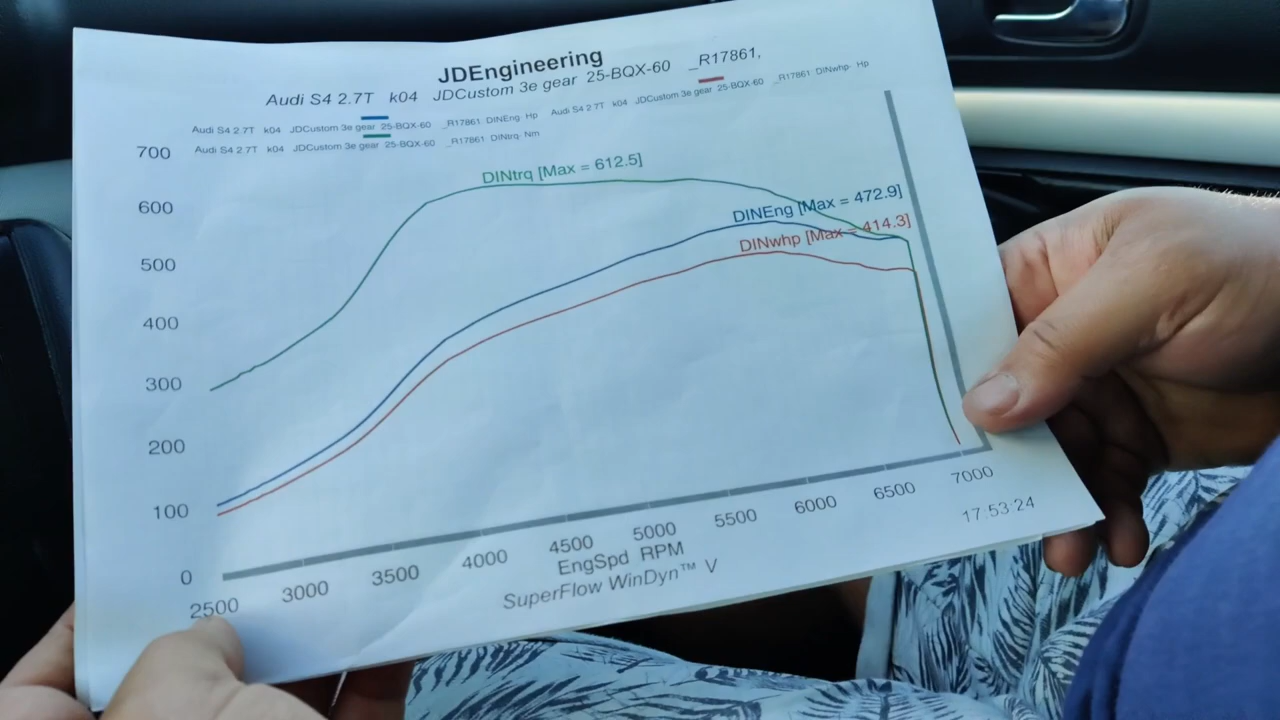 JDEngineering
Audi S4 2.7T k04 JDCustom 3e gear 25-BQX-60 _R17861,
Audi S4 2.7T k04 JDCustom 3e gear 25-BQX-60 _R17861 DINEng- Hp
Audi S4 2.7T k04 JDCustom 3e gear 25-BQX-60 _R17861 DINwhp- Hp
Audi S4 2.7T k04 JDCustom 3e gear 25-BQX-60 _R17861 DINtrq- Nm
700
DINtrq [Max = 612.5]
600
DINEng [Max = 472.9]
DINwhp [Max = 414.3]
500
400
300
200
100
0
2500 3000 3500 4000 4500 5000 5500 6000 6500 7000
EngSpd RPM
17:53:24
SuperFlow WinDyn™ V